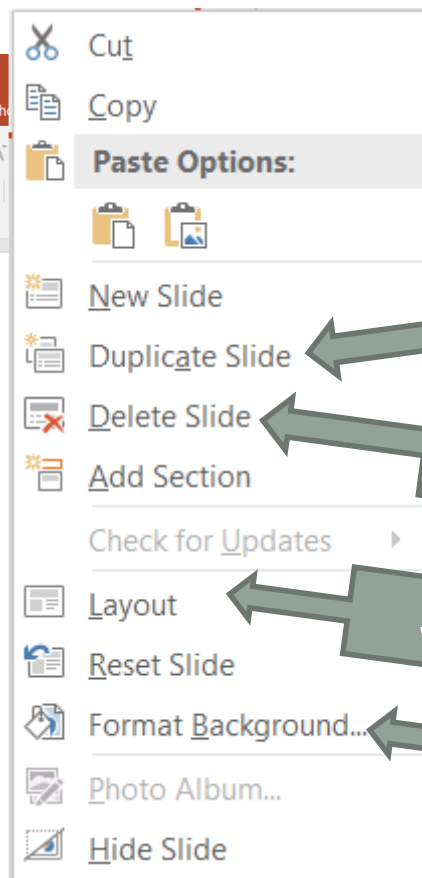 Cut
Copy
Paste Options:
New Slide
Duplicate Slide
Delete Slide
Add Section
Check for Updates
Layout
Reset Slide
Format Background...
Photo Album...
Hide Slide